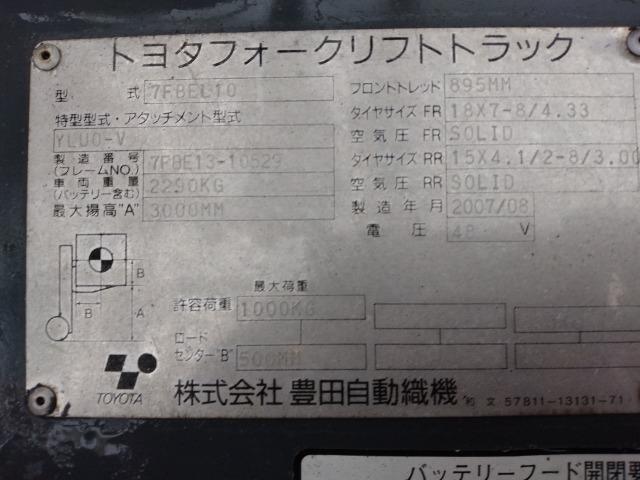 トヨタフォークリフトトラック
型式 7FBEL10
特型型式・アタッチメント型式
YLUO-V
製造番号(フレームNO.) 7PBE13-10529
車両重量(バッテリー含む) 2290KG
最大揚高"A" 3000MM
フロントトレッド 895MM
タイヤサイズ FR 18X7-8/4.33
空気圧 FR SOLID
タイヤサイズ RR 15X4.1/2-8/3.00
空気圧 RR SOLID
製造年月 2007/08
電圧 48 V
B
B
A
最大荷重
許容荷重 1000KG
ロードセンター"B" 500MM
TOYOTA
株式会社 豊田自動織機
和文 57811-13131-71
バッテリーフード開閉要